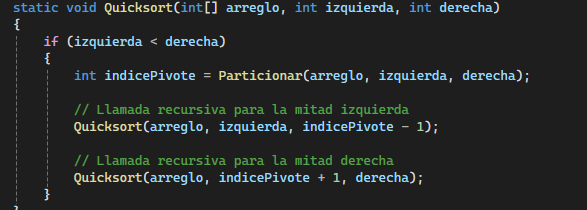 static void Quicksort(int[] arreglo, int izquierda, int derecha)
{
    if (izquierda < derecha)
    {
        int indicePivote = Particionar(arreglo, izquierda, derecha);

        // Llamada recursiva para la mitad izquierda
        Quicksort(arreglo, izquierda, indicePivote - 1);

        // Llamada recursiva para la mitad derecha
        Quicksort(arreglo, indicePivote + 1, derecha);
    }
}